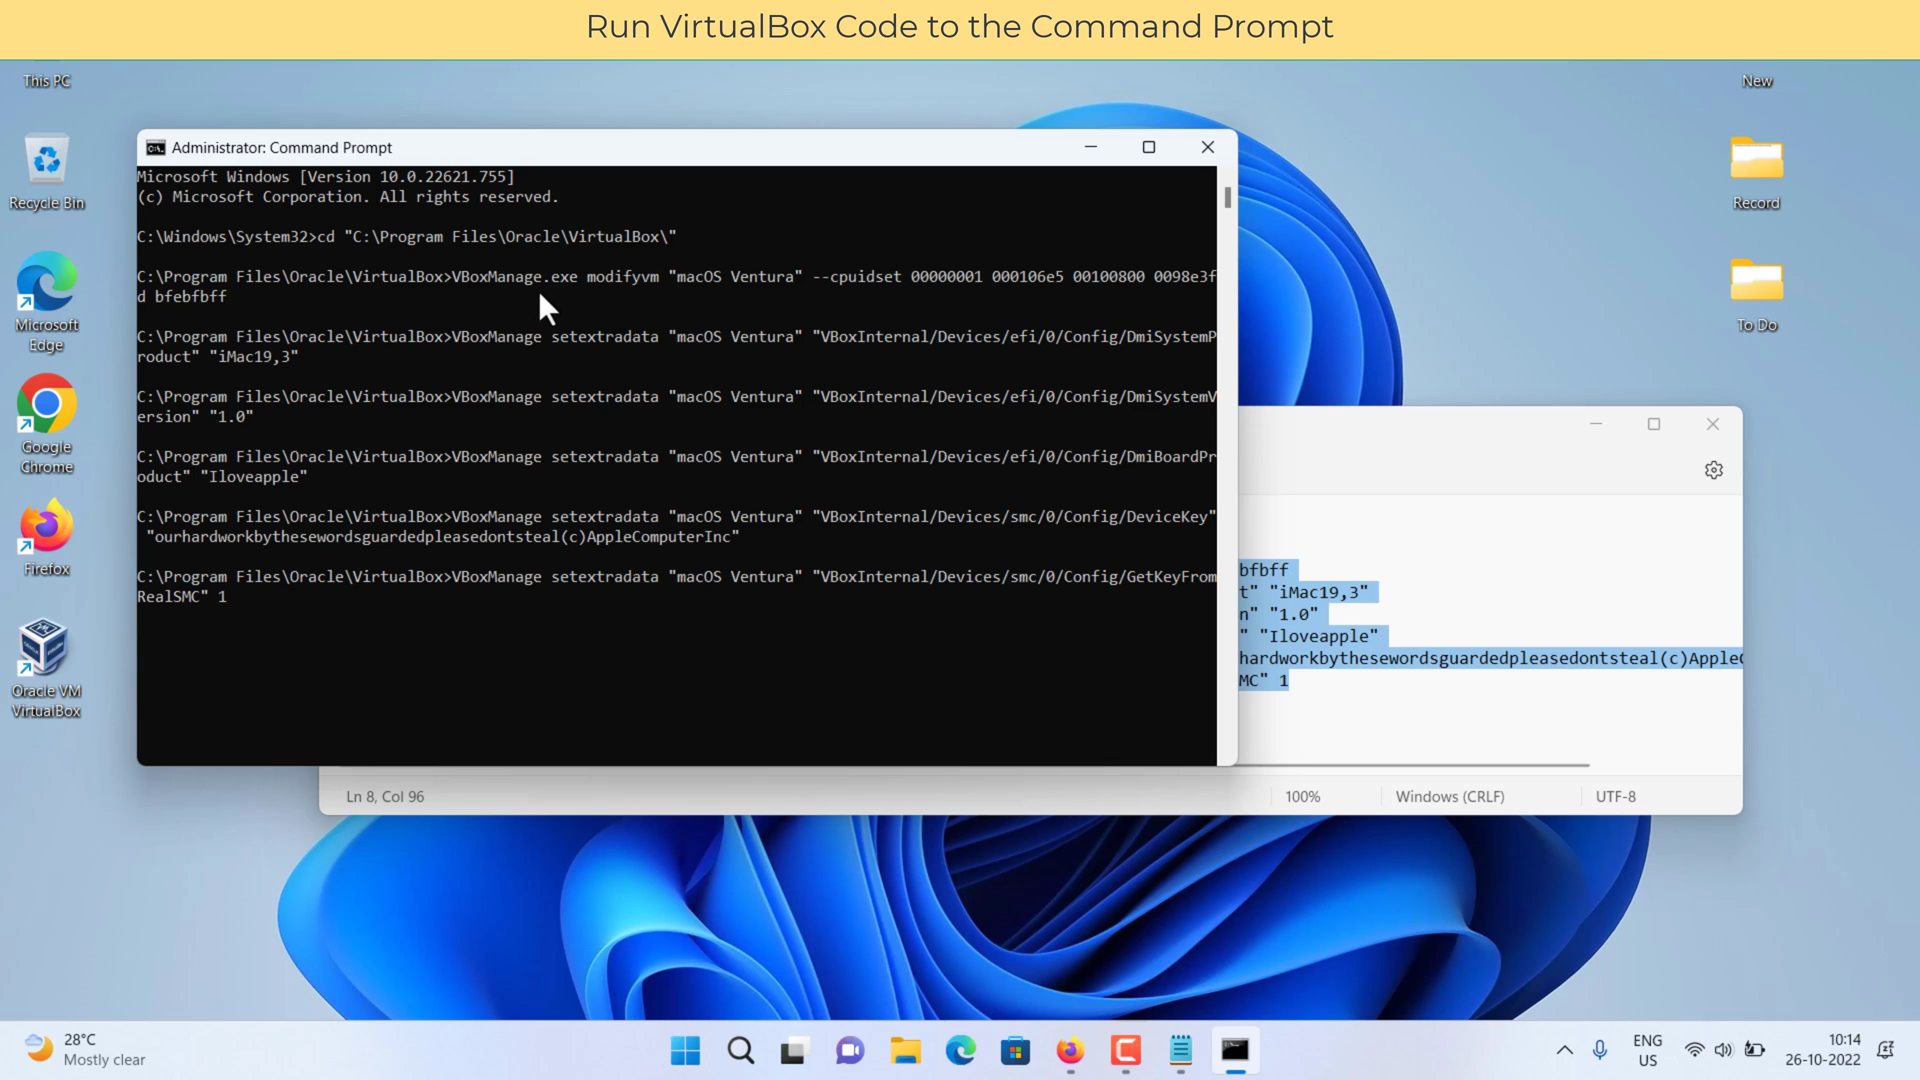 Run VirtualBox Code to the Command Prompt
This PC
New
Recycle Bin
Record
Microsoft
Edge
To Do
Google
Chrome
Firefox
Oracle VM
VirtualBox
Administrator: Command Prompt
Microsoft Windows [Version 10.0.22621.755]
(c) Microsoft Corporation. All rights reserved.
C:\Windows\System32>cd "C:\Program Files\Oracle\VirtualBox\"
C:\Program Files\Oracle\VirtualBox>VBoxManage.exe modifyvm "macOS Ventura" --cpuidset 00000001 000106e5 00100800 0098e3f
d bfebfbff
C:\Program Files\Oracle\VirtualBox>VBoxManage setextradata "macOS Ventura" "VBoxInternal/Devices/efi/0/Config/DmiSystemP
roduct" "iMac19,3"
C:\Program Files\Oracle\VirtualBox>VBoxManage setextradata "macOS Ventura" "VBoxInternal/Devices/efi/0/Config/DmiSystemV
ersion" "1.0"
C:\Program Files\Oracle\VirtualBox>VBoxManage setextradata "macOS Ventura" "VBoxInternal/Devices/efi/0/Config/DmiBoardPr
oduct" "Iloveapple"
C:\Program Files\Oracle\VirtualBox>VBoxManage setextradata "macOS Ventura" "VBoxInternal/Devices/smc/0/Config/DeviceKey"
"ourhardworkbythesewordsguardedpleasedontsteal(c)AppleComputerInc"
C:\Program Files\Oracle\VirtualBox>VBoxManage setextradata "macOS Ventura" "VBoxInternal/Devices/smc/0/Config/GetKeyFrom
RealSMC" 1
bfbff
t" "iMac19,3"
n" "1.0"
" "Iloveapple"
hardworkbythesewordsguardedpleasedontsteal(c)AppleC
MC" 1
Ln 8, Col 96
100%
Windows (CRLF)
UTF-8
28°C
Mostly clear
ENG
US
10:14
26-10-2022